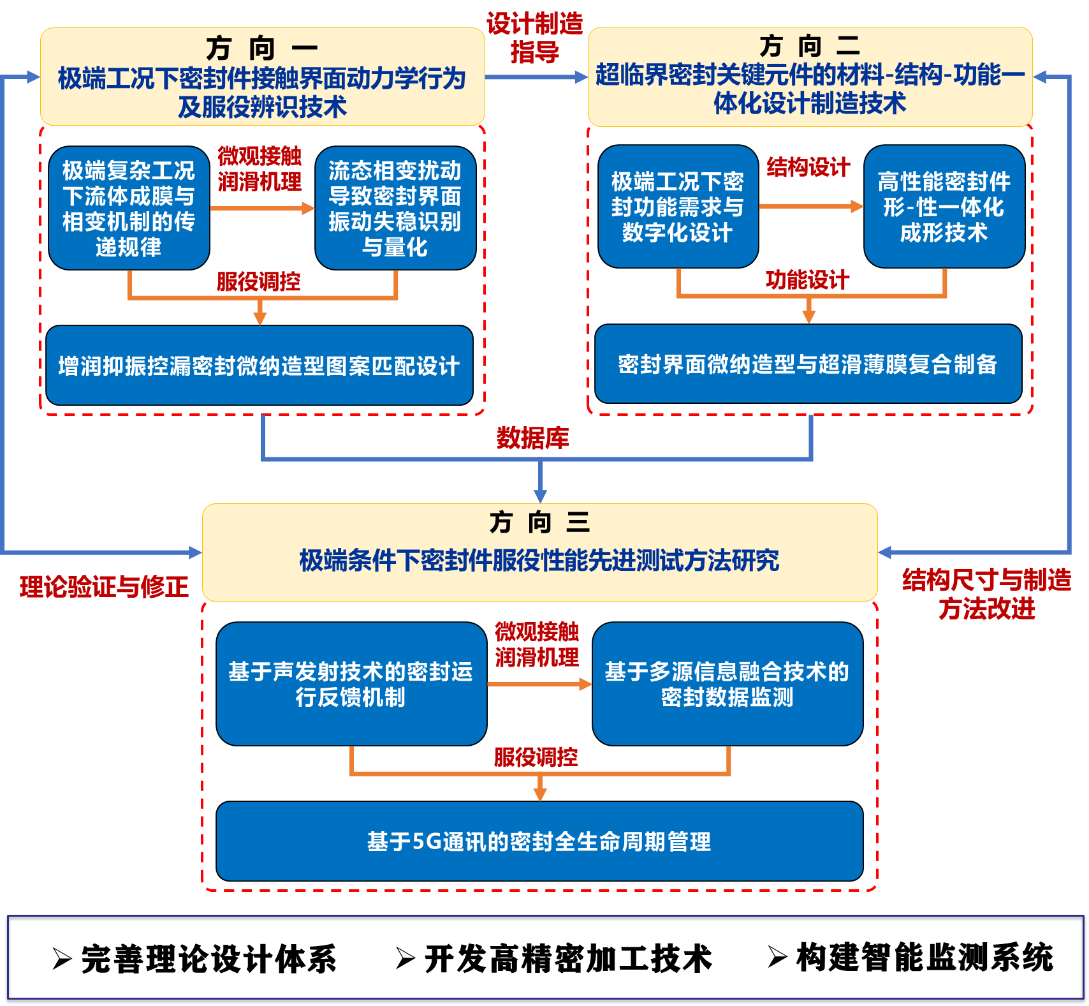 设计制造
指导
方 向 一
极端工况下密封件接触界面动力学行为
及服役辨识技术
方 向 二
超临界密封关键元件的材料-结构-功能一
体化设计制造技术
极端复杂工况
下流体成膜与
相变机制的传
递规律
微观接触
润滑机理
流态相变扰动
导致密封界面
振动失稳识别
与量化
服役调控
增润抑振控漏密封微纳造型图案匹配设计
极端工况下密
封功能需求与
数字化设计
结构设计
高性能密封件
形-性一体化
成形技术
功能设计
密封界面微纳造型与超滑薄膜复合制备
数据库
方 向 三
极端条件下密封件服役性能先进测试方法研究
理论验证与修正
结构尺寸与制造
方法改进
基于声发射技术的密封运
行反馈机制
微观接触
润滑机理
基于多源信息融合技术的
密封数据监测
服役调控
基于5G通讯的密封全生命周期管理
➢ 完善理论设计体系
➢ 开发高精密加工技术
➢ 构建智能监测系统